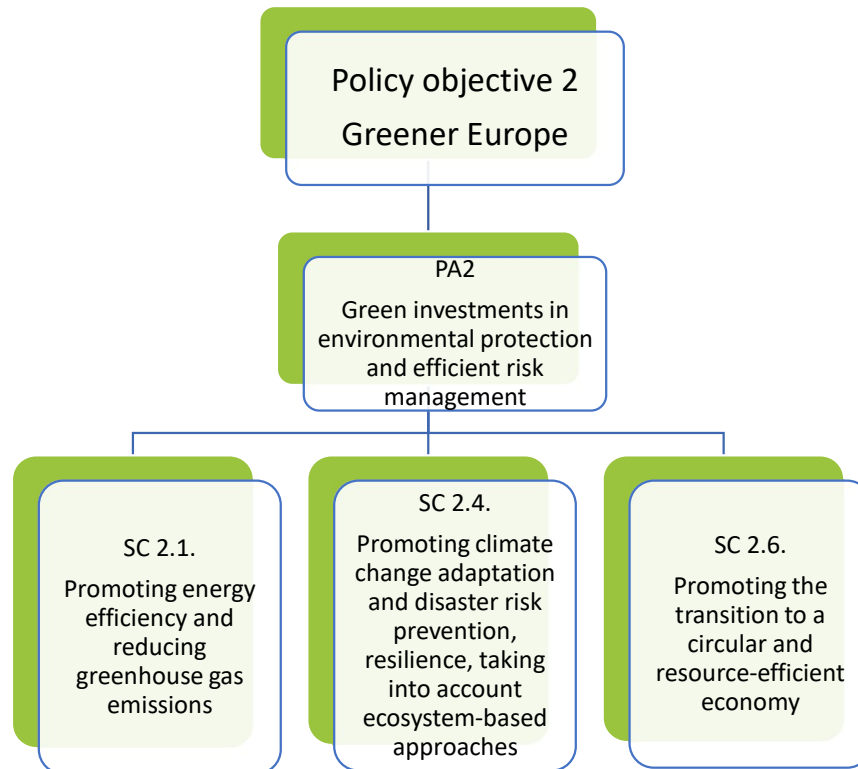 Policy objective 2
Greener Europe
PA2
Green investments in
environmental protection
and efficient risk
management
SC 2.1.
Promoting energy
efficiency and
reducing
greenhouse gas
emissions
SC 2.4.
Promoting climate
change adaptation
and disaster risk
prevention,
resilience, taking
into account
ecosystem-based
approaches
SC 2.6.
Promoting the
transition to a
circular and
resource-efficient
economy